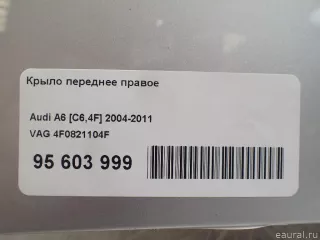 Крыло переднее правое
Audi A6 [C6,4F] 2004-2011
VAG 4F0821104F
95 603 999
eaural.ru